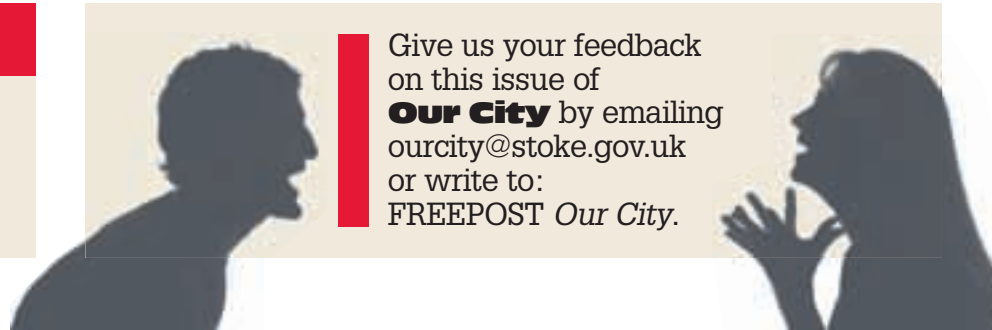 Give us your feedback
on this issue of
Our City by emailing
ourcity@stoke.gov.uk
or write to:
FREEPOST Our City.